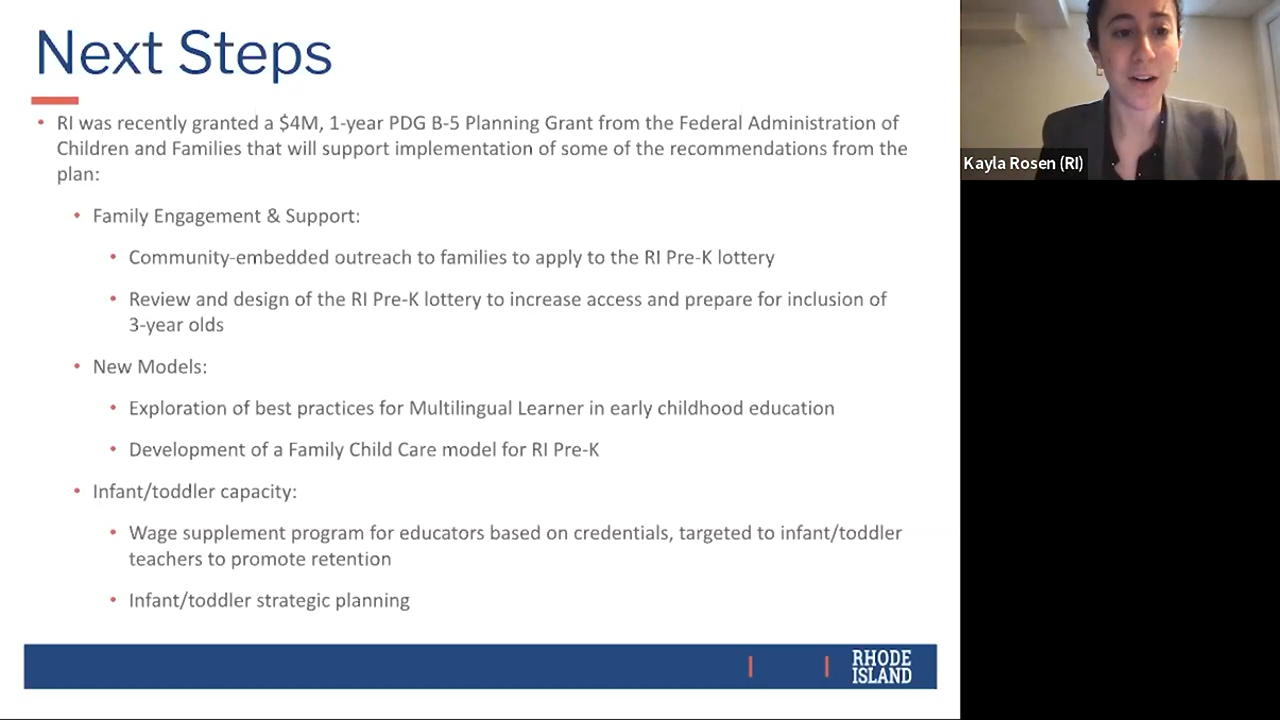 Next Steps
• RI was recently granted a $4M, 1-year PDG B-5 Planning Grant from the Federal Administration of
Children and Families that will support implementation of some of the recommendations from the
plan:
• Family Engagement & Support:
• Community-embedded outreach to families to apply to the RI Pre-K lottery
• Review and design of the RI Pre-K lottery to increase access and prepare for inclusion of
3-year olds
• New Models:
• Exploration of best practices for Multilingual Learner in early childhood education
• Development of a Family Child Care model for RI Pre-K
• Infant/toddler capacity:
• Wage supplement program for educators based on credentials, targeted to infant/toddler
teachers to promote retention
• Infant/toddler strategic planning
RHODE
ISLAND
Kayla Rosen (RI)